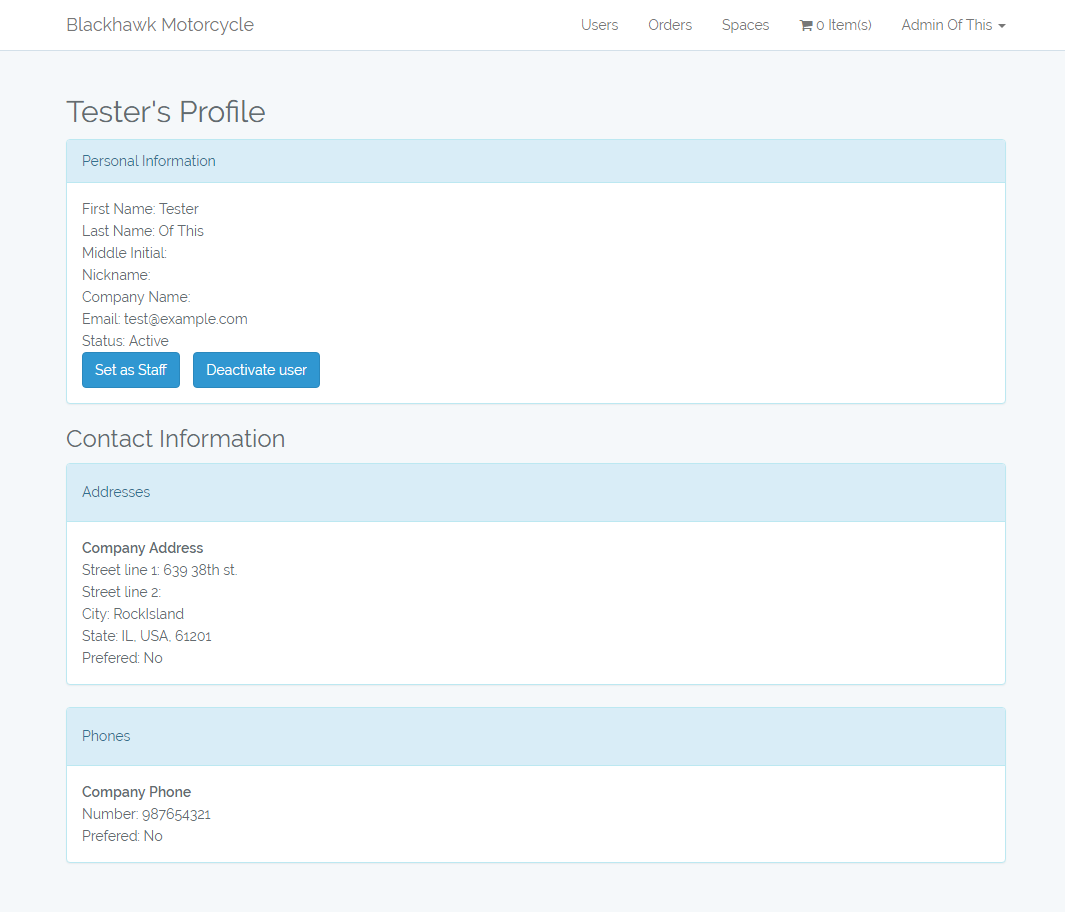 Blackhawk Motorcycle
Users Orders Spaces 0 Item(s) Admin Of This
Tester's Profile
Personal Information
First Name: Tester
Last Name: Of This
Middle Initial:
Nickname:
Company Name:
Email: test@example.com
Status: Active
Set as Staff Deactivate user
Contact Information
Addresses
Company Address
Street line 1: 639 38th st.
Street line 2:
City: RockIsland
State: IL, USA, 61201
Prefered: No
Phones
Company Phone
Number: 987654321
Prefered: No